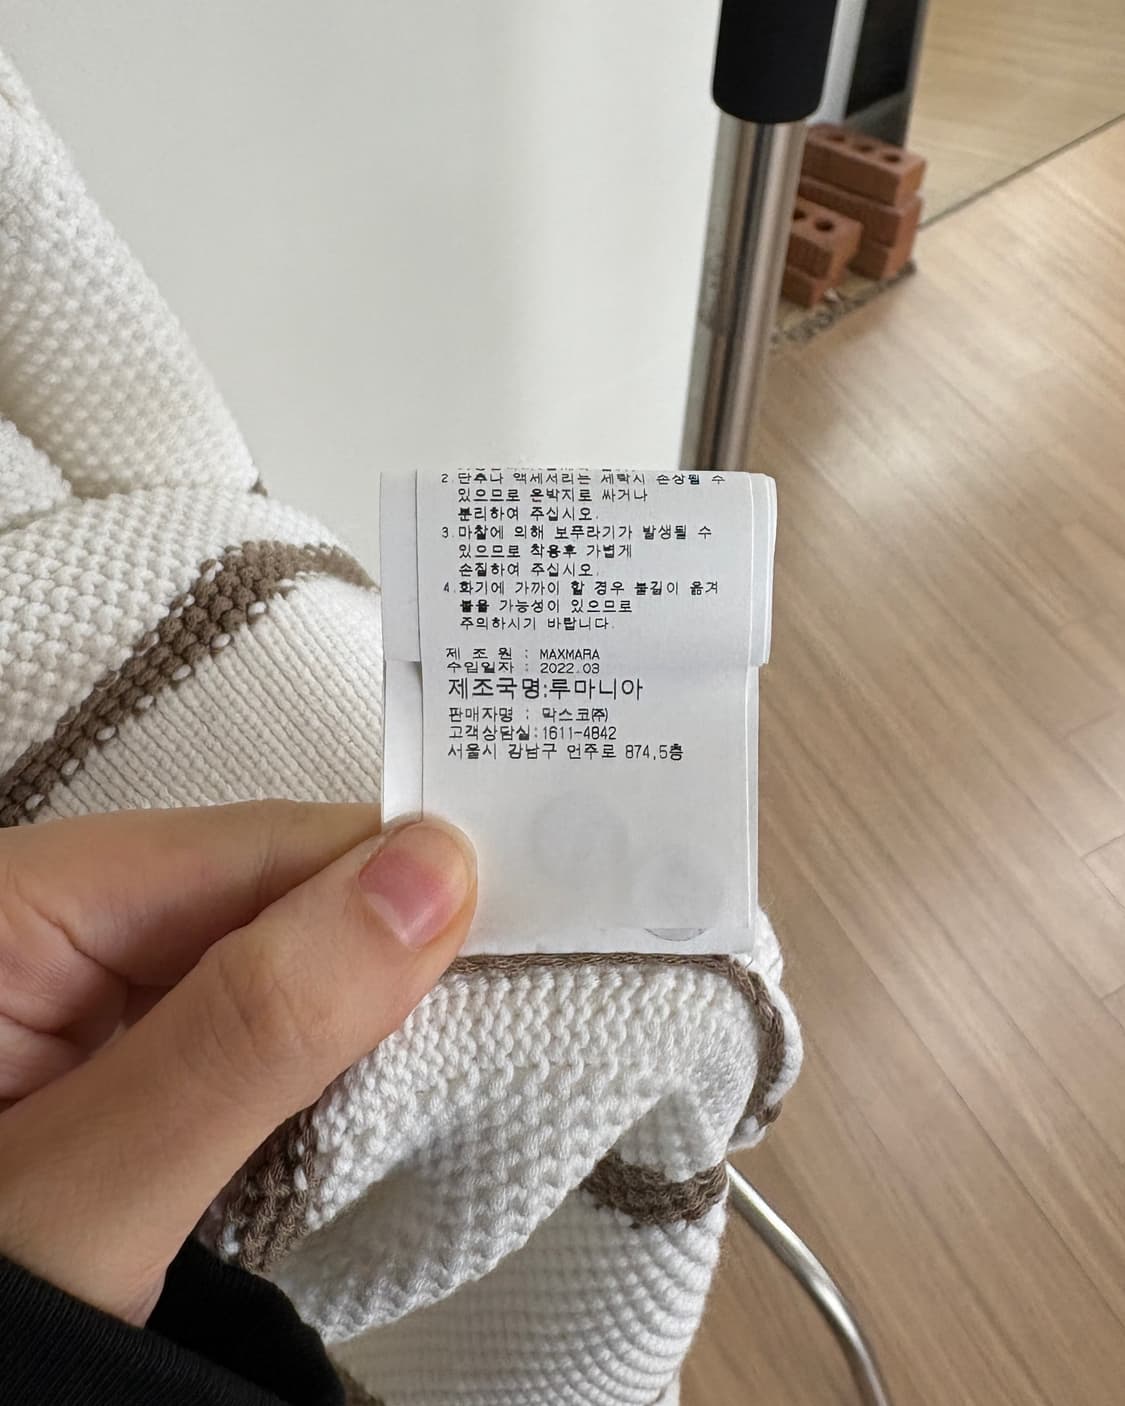 2.단추나 액세서리는 세탁시 손상될 수
있으므로 은박지로 싸거나
분리하여 주십시오.
3.마찰에 의해 보푸라기가 발생될 수
있으므로 착용후 가볍게
손질하여 주십시오.
4.화기에 가까이 할 경우 불길이 옮겨
붙을 가능성이 있으므로
주의하시기 바랍니다.
제 조 원 : MAXMARA
수입일자 : 2022.03
제조국명:루마니아
판매자명 : 막스코(주)
고객상담실:1611-4842
서울시 강남구 언주로 874,5층